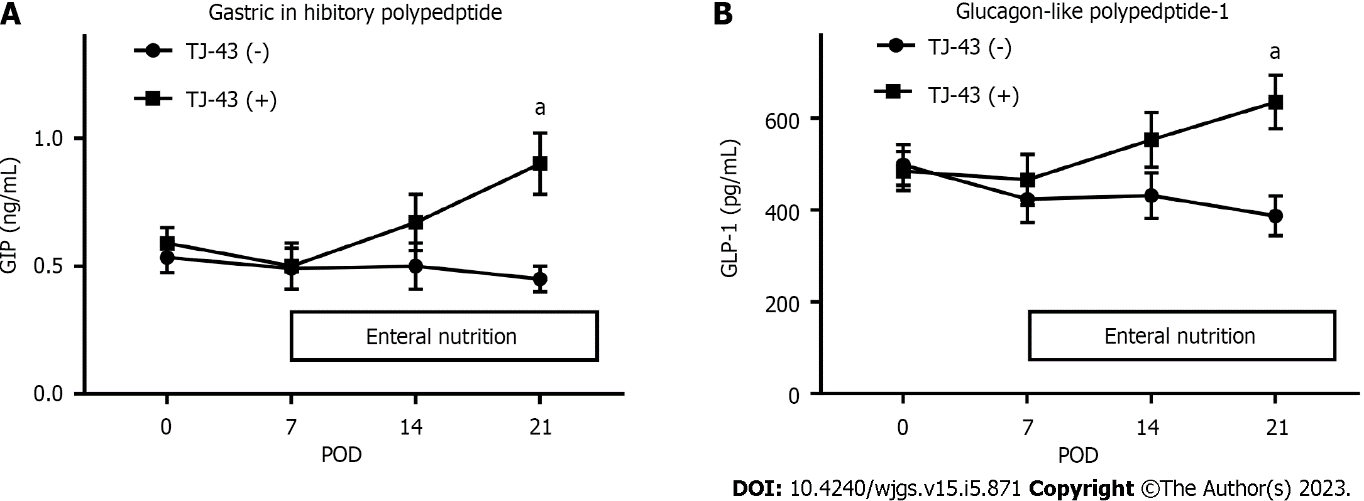 A
Gastric in hibitory polypedptide
TJ-43 (-)
TJ-43 (+)
a
GIP (ng/mL)
1.0
0.5
0.0
Enteral nutrition
0 7 14 21
POD
B
Glucagon-like polypedptide-1
TJ-43 (-)
TJ-43 (+)
a
GLP-1 (pg/mL)
600
400
200
0
Enteral nutrition
0 7 14 21
POD
DOI: 10.4240/wjgs.v15.i5.871 Copyright ©The Author(s) 2023.